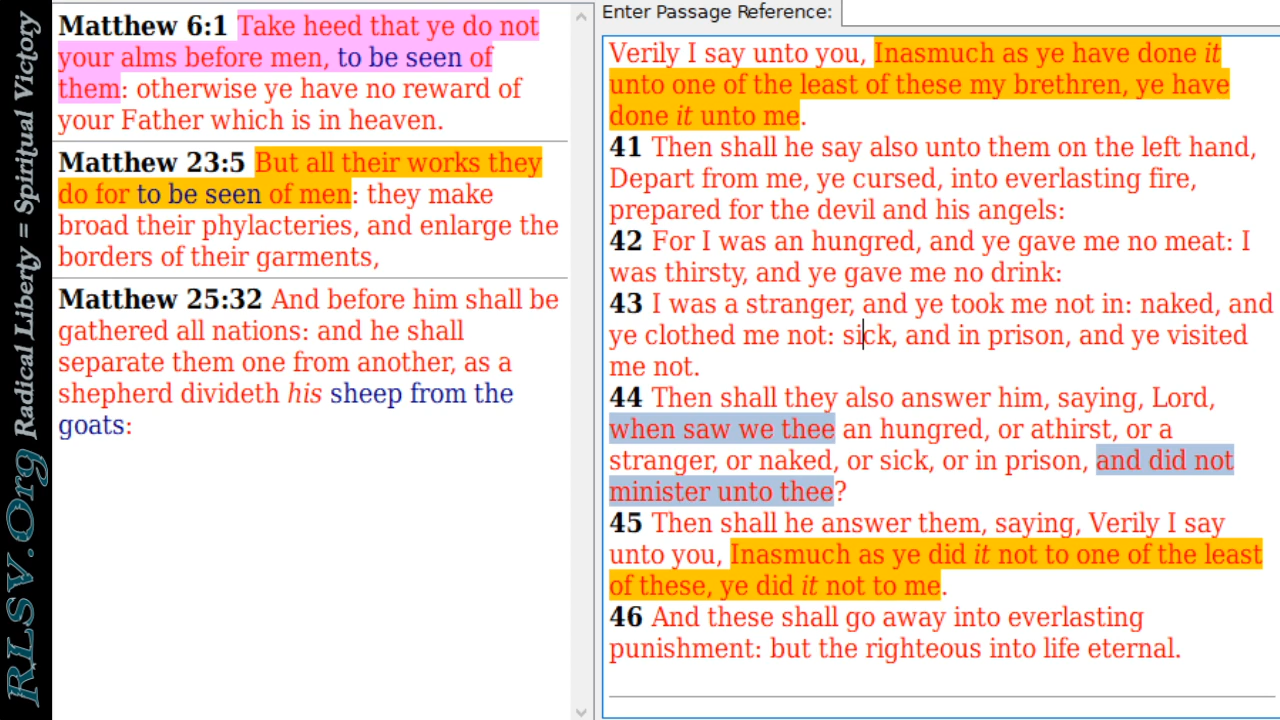 RLSV.Org Radical Liberty = Spiritual Victory
Matthew 6:1 Take heed that ye do not
your alms before men, to be seen of
them: otherwise ye have no reward of
your Father which is in heaven.
Matthew 23:5 But all their works they
do for to be seen of men: they make
broad their phylacteries, and enlarge the
borders of their garments,
Matthew 25:32 And before him shall be
gathered all nations: and he shall
separate them one from another, as a
shepherd divideth his sheep from the
goats:
Enter Passage Reference:
Verily I say unto you, Inasmuch as ye have done it
unto one of the least of these my brethren, ye have
done it unto me.
41 Then shall he say also unto them on the left hand,
Depart from me, ye cursed, into everlasting fire,
prepared for the devil and his angels:
42 For I was an hungred, and ye gave me no meat: I
was thirsty, and ye gave me no drink:
43 I was a stranger, and ye took me not in: naked, and
ye clothed me not: sick, and in prison, and ye visited
me not.
44 Then shall they also answer him, saying, Lord,
when saw we thee an hungred, or athirst, or a
stranger, or naked, or sick, or in prison, and did not
minister unto thee?
45 Then shall he answer them, saying, Verily I say
unto you, Inasmuch as ye did it not to one of the least
of these, ye did it not to me.
46 And these shall go away into everlasting
punishment: but the righteous into life eternal.